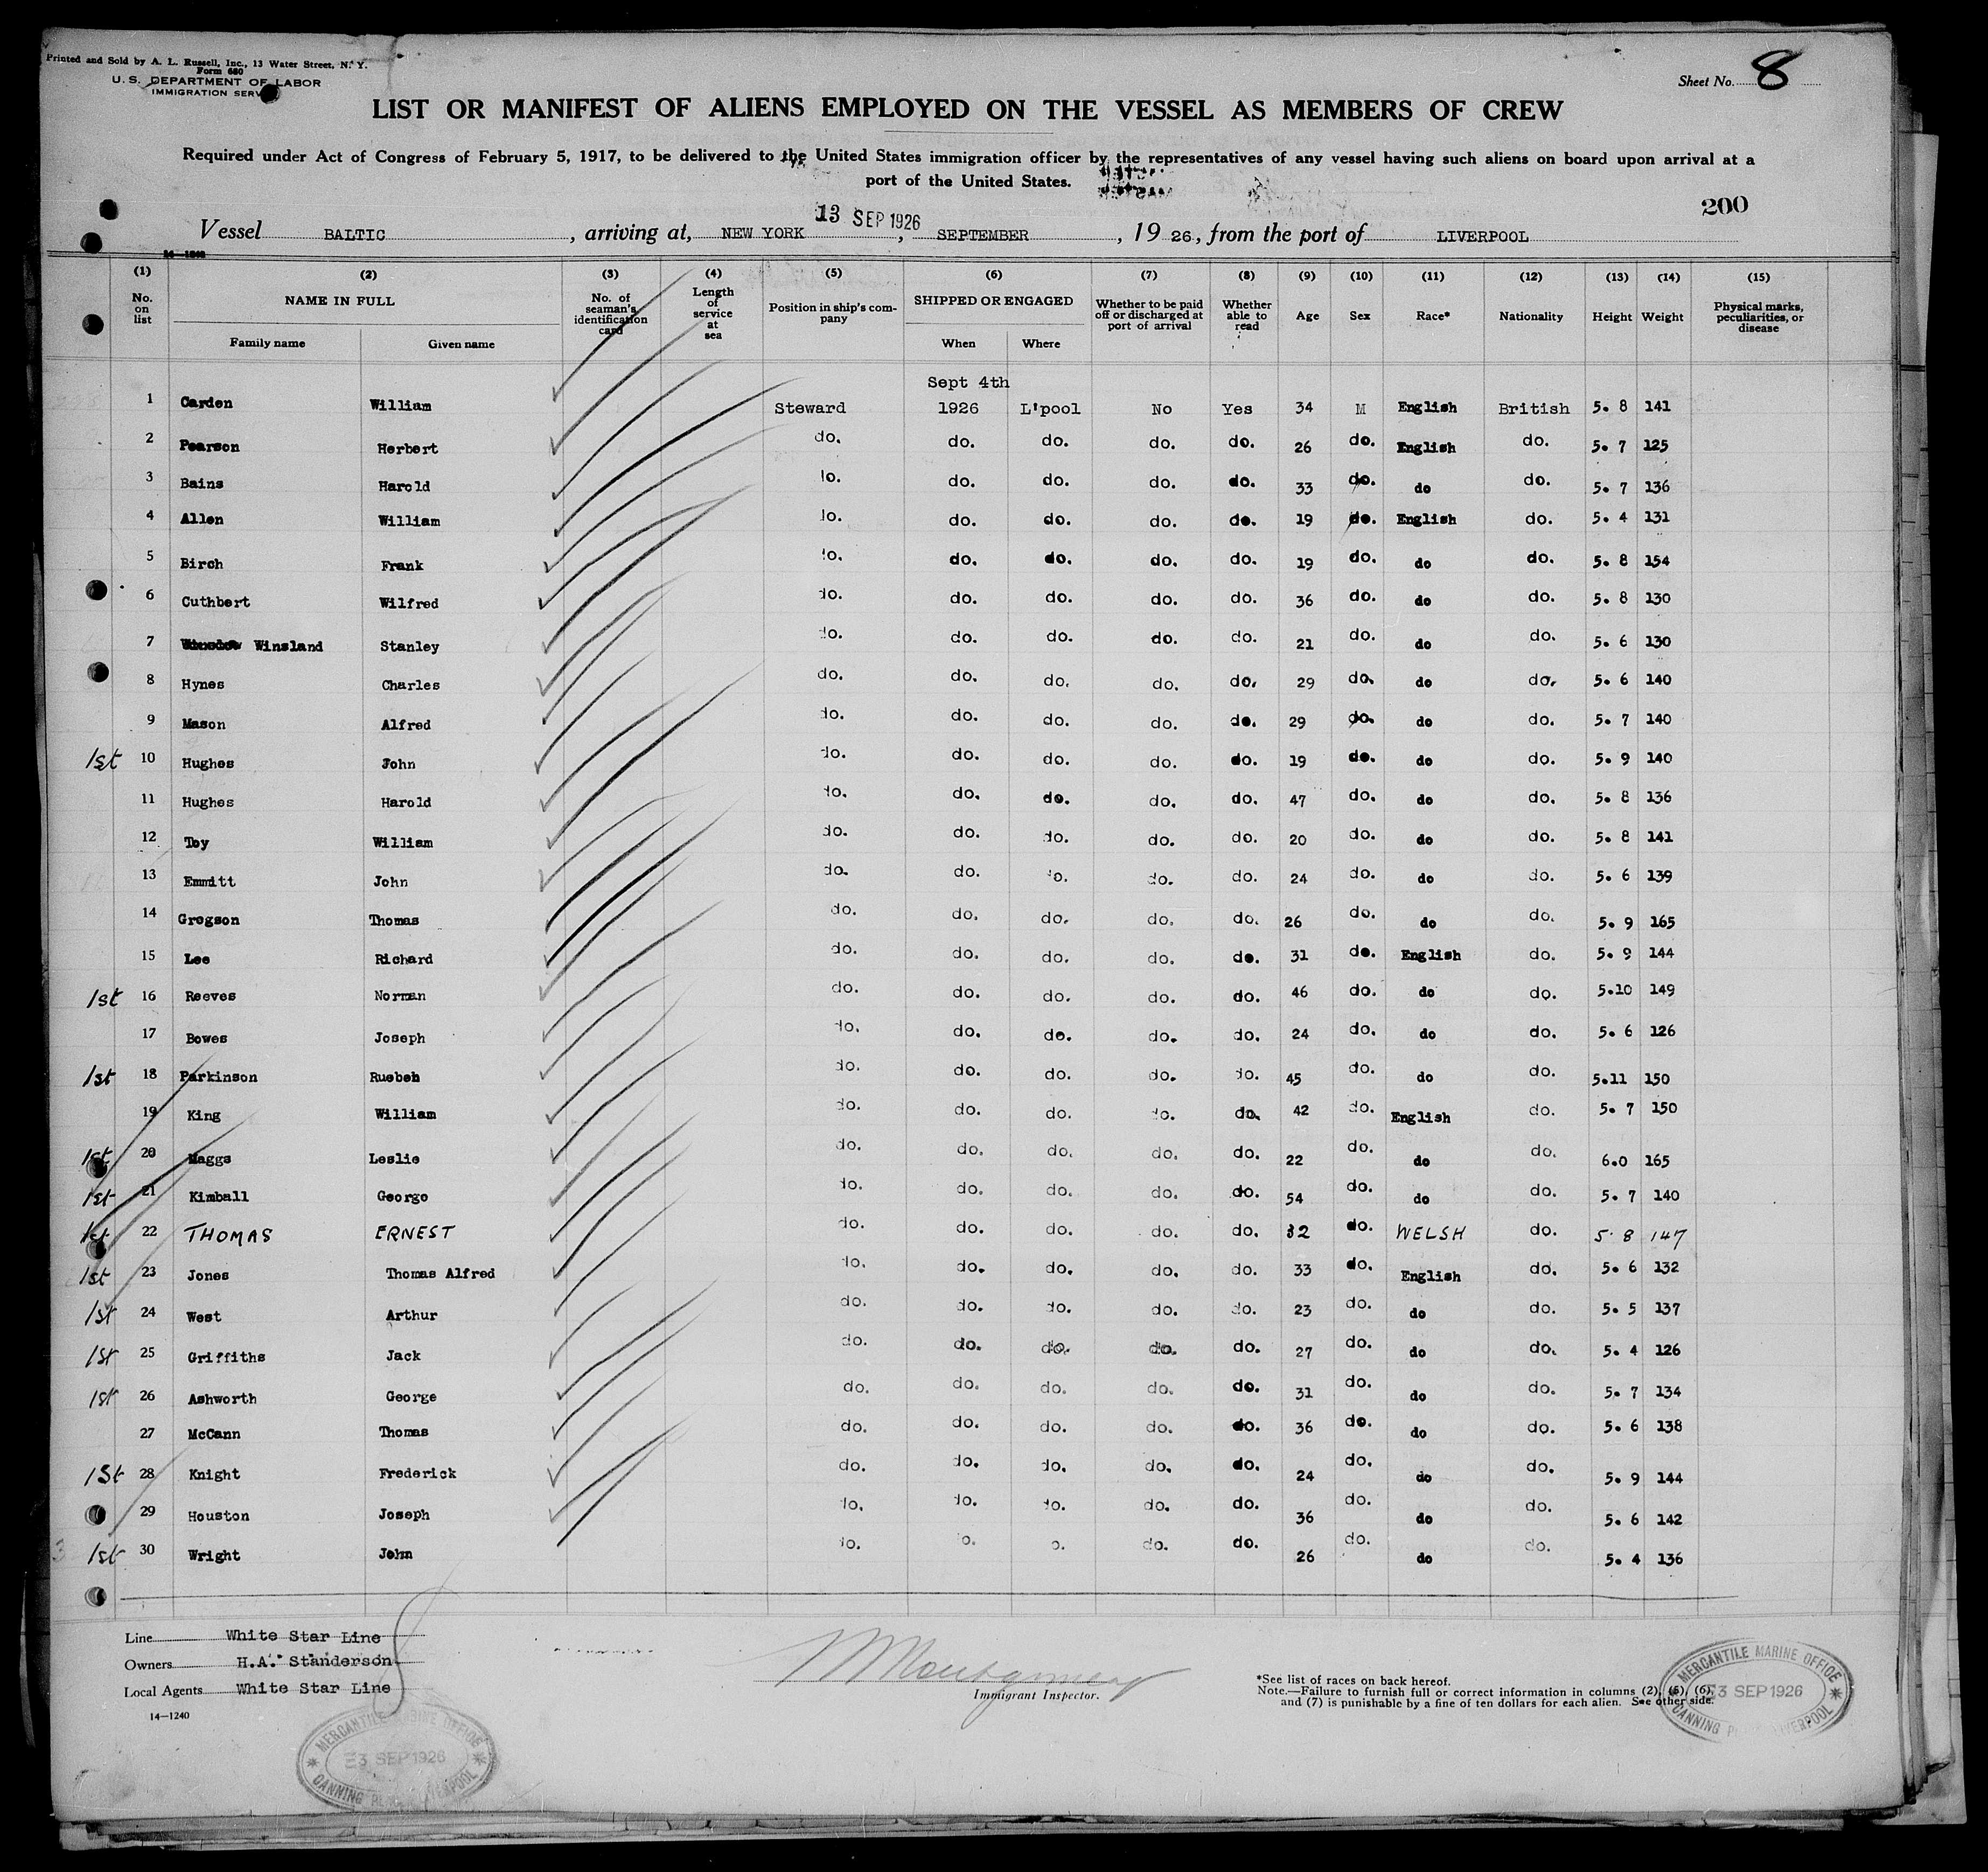 Printed and Sold by A. L. Russell, Inc., 13 Water Street, N. Y.
Form 680
U. S. DEPARTMENT OF LABOR
IMMIGRATION SERVICE
Sheet No. 8
LIST OR MANIFEST OF ALIENS EMPLOYED ON THE VESSEL AS MEMBERS OF CREW
Required under Act of Congress of February 5, 1917, to be delivered to the United States immigration officer by the representatives of any vessel having such aliens on board upon arrival at a
port of the United States.
200
13 SEP 1926
Vessel BALTIC, arriving at, NEW YORK, SEPTEMBER, 19 26, from the port of LIVERPOOL
(1) (2) (3) (4) (5) (6) (7) (8) (9) (10) (11) (12) (13) (14) (15)
No. on list NAME IN FULL Family name Given name No. of seaman's identification card Length of service at sea Position in ship's company SHIPPED OR ENGAGED When Where Whether to be paid off or discharged at port of arrival Whether able to read Age Sex Race* Nationality Height Weight Physical marks, peculiarities, or disease
Sept 4th
1 Carden William Steward 1926 L'pool No Yes 34 M English British 5. 8 141
2 Pearson Herbert do. do. do. do. do. 26 do. English do. 5. 7 125
3 Bains Harold do. do. do. do. do. 33 do. do do. 5. 7 136
4 Allen William do. do. do. do. do. 19 do. English do. 5. 4 131
5 Birch Frank do. do. do. do. do. 19 do. do do. 5. 8 154
6 Cuthbert Wilfred do. do. do. do. do. 36 do. do do. 5. 8 130
7 Winsland Stanley do. do. do. do. do. 21 do. do do. 5. 6 130
8 Hynes Charles do. do. do. do. do. 29 do. do do. 5. 6 140
9 Mason Alfred do. do. do. do. do. 29 do. do do. 5. 7 140
1st 10 Hughes John do. do. do. do. do. 19 do. do do. 5. 9 140
11 Hughes Harold do. do. do. do. do. 47 do. do do. 5. 8 136
12 Toy William do. do. do. do. do. 20 do. do do. 5. 8 141
13 Emmitt John do. do. do. do. do. 24 do. do do. 5. 6 139
14 Gregson Thomas do. do. do. do. do. 26 do. do do. 5. 9 165
15 Lee Richard do. do. do. do. do. 31 do. English do. 5. 9 144
1st 16 Reeves Norman do. do. do. do. do. 46 do. do do. 5.10 149
17 Bowes Joseph do. do. do. do. do. 24 do. do do. 5. 6 126
1st 18 Parkinson Ruebeh do. do. do. do. do. 45 do. do do. 5.11 150
19 King William do. do. do. do. do. 42 do. English do. 5. 7 150
1st 20 Maggs Leslie do. do. do. do. do. 22 do. do do. 6.0 165
1st 21 Kimball George do. do. do. do. do. 54 do. do do. 5. 7 140
1st 22 THOMAS ERNEST do. do. do. do. do. 32 do. WELSH do. 5. 8 147
1st 23 Jones Thomas Alfred do. do. do. do. do. 33 do. English do. 5. 6 132
1st 24 West Arthur do. do. do. do. do. 23 do. do do. 5. 5 137
1st 25 Griffiths Jack do. do. do. do. do. 27 do. do do. 5. 4 126
1st 26 Ashworth George do. do. do. do. do. 31 do. do do. 5. 7 134
27 McCann Thomas do. do. do. do. do. 36 do. do do. 5. 6 138
1st 28 Knight Frederick do. do. do. do. do. 24 do. do do. 5. 9 144
29 Houston Joseph do. do. do. do. do. 36 do. do do. 5. 6 142
1st 30 Wright John do. do. do. do. do. 26 do. do do. 5. 4 136
Line White Star Line
Owners H.A. Standerson
Local Agents White Star Line
14—1240
Montgomery
Immigrant Inspector.
*See list of races on back hereof.
Note.—Failure to furnish full or correct information in columns (2), (5), (6),
and (7) is punishable by a fine of ten dollars for each alien. See other side.
MERCANTILE MARINE OFFICE
3 SEP 1926
CANNING PLACE LIVERPOOL
MERCANTILE MARINE OFFICE
3 SEP 1926
CANNING PLACE LIVERPOOL